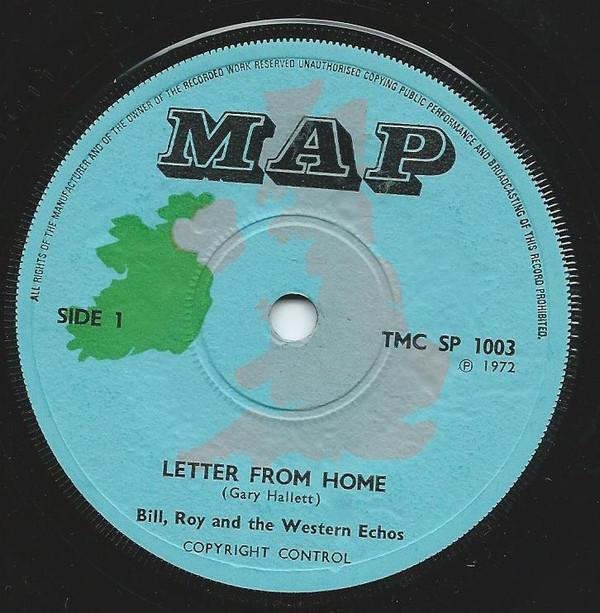 ALL RIGHTS OF THE MANUFACTURER AND OF THE OWNER OF THE RECORDED WORK RESERVED UNAUTHORISED COPYING PUBLIC PERFORMANCE AND BROADCASTING OF THIS RECORD PROHIBITED.
MAP
SIDE 1
TMC SP 1003
Ⓟ 1972
LETTER FROM HOME
(Gary Hallett)
Bill, Roy and the Western Echos
COPYRIGHT CONTROL